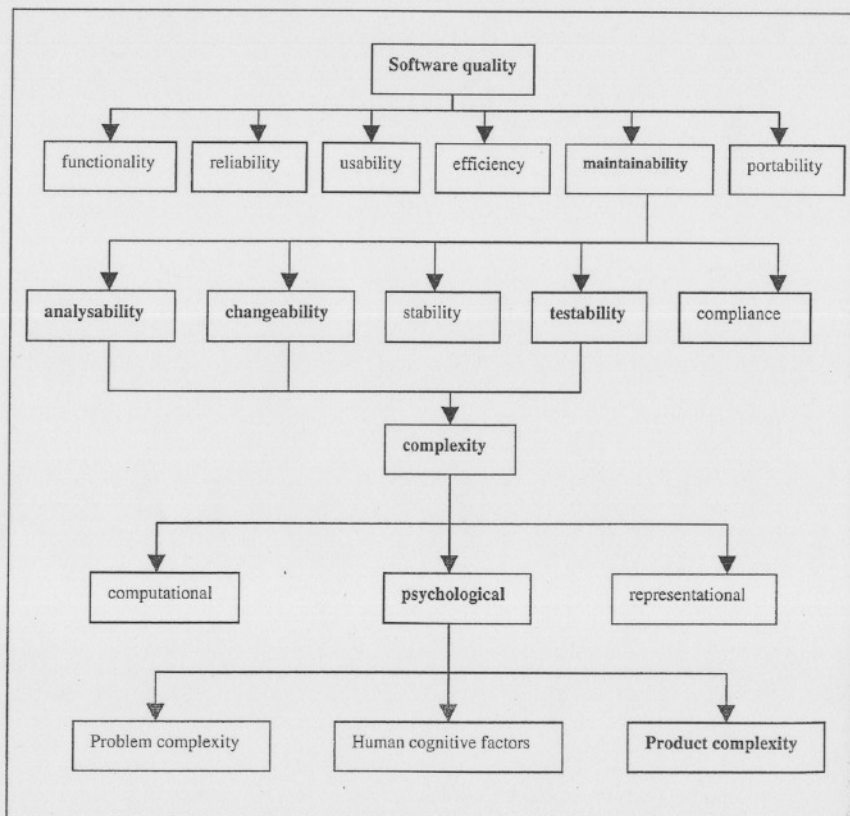 Software quality
functionality
reliability
usability
efficiency
maintainability
portability
analysability
changeability
stability
testability
compliance
complexity
computational
psychological
representational
Problem complexity
Human cognitive factors
Product complexity